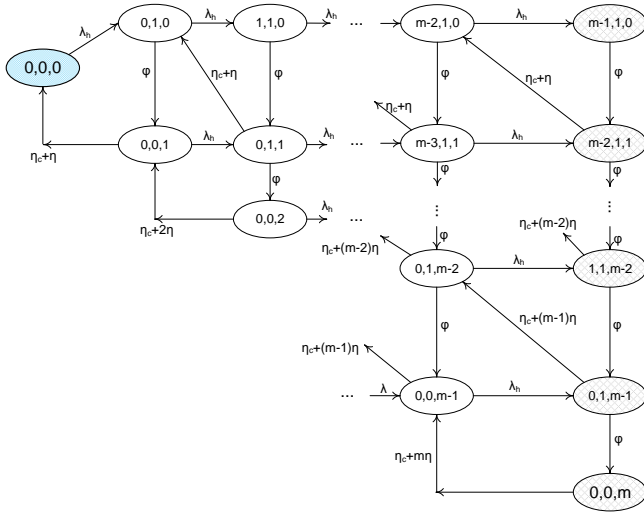 λh λh λh ... λh
0,1,0 1,1,0 m-2,1,0 m-1,1,0
0,0,0
φ ηc+η φ φ ηc+η φ
ηc+η
0,0,1 λh 0,1,1 λh ... m-3,1,1 λh m-2,1,1
ηc+η φ φ φ
0,0,2 λh ... ⋮ ⋮
ηc+2η ηc+(m-2)η φ ηc+(m-2)η φ
0,1,m-2 λh 1,1,m-2
φ ηc+(m-1)η φ
ηc+(m-1)η
... λ 0,0,m-1 λh 0,1,m-1
φ
ηc+mη
0,0,m